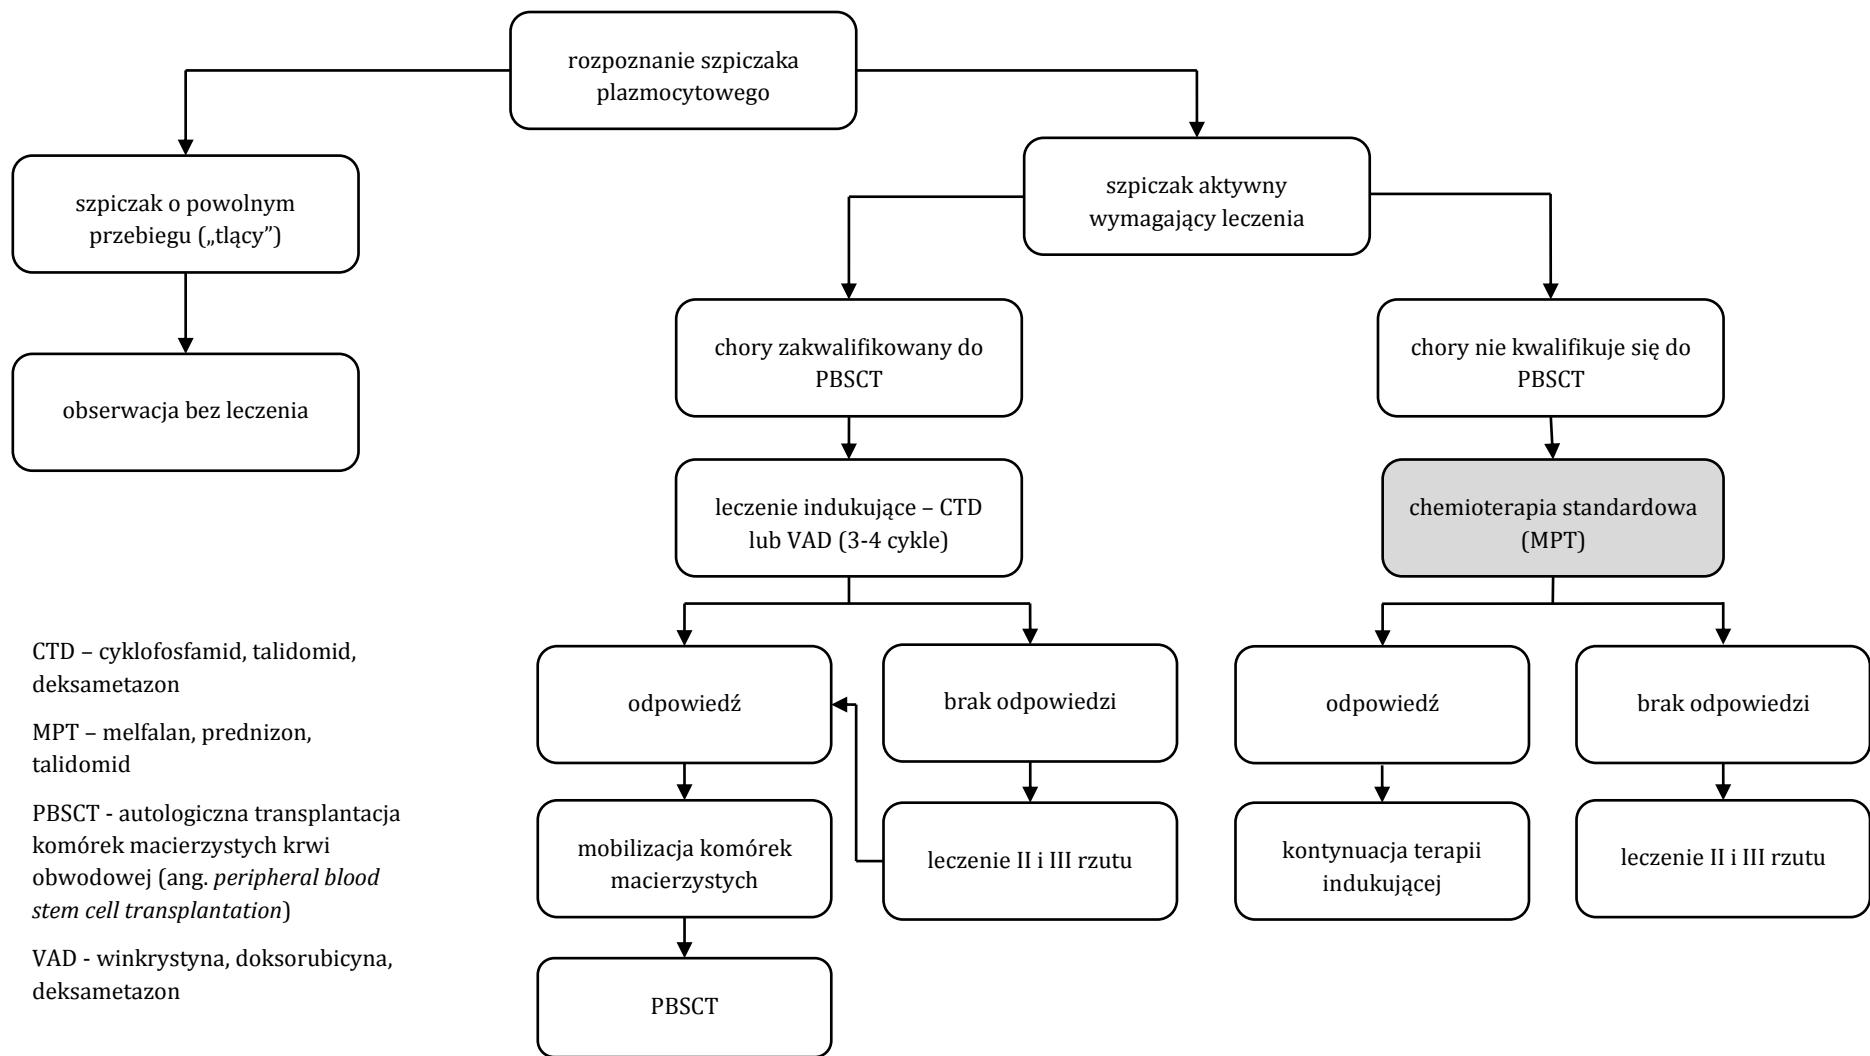 rozpoznanie szpiczaka
plazmocytowego
szpiczak o powolnym
przebiegu („tlący”)
szpiczak aktywny
wymagający leczenia
obserwacja bez leczenia
chory zakwalifikowany do
PBSCT
chory nie kwalifikuje się do
PBSCT
leczenie indukujące – CTD
lub VAD (3-4 cykle)
chemioterapia standardowa
(MPT)
odpowiedź
brak odpowiedzi
odpowiedź
brak odpowiedzi
mobilizacja komórek
macierzystych
leczenie II i III rzutu
kontynuacja terapii
indukującej
leczenie II i III rzutu
PBSCT
CTD – cyklofosfamid, talidomid,
deksametazon
MPT – melfalan, prednizon,
talidomid
PBSCT - autologiczna transplantacja
komórek macierzystych krwi
obwodowej (ang. peripheral blood
stem cell transplantation)
VAD - winkrystyna, doksorubicyna,
deksametazon